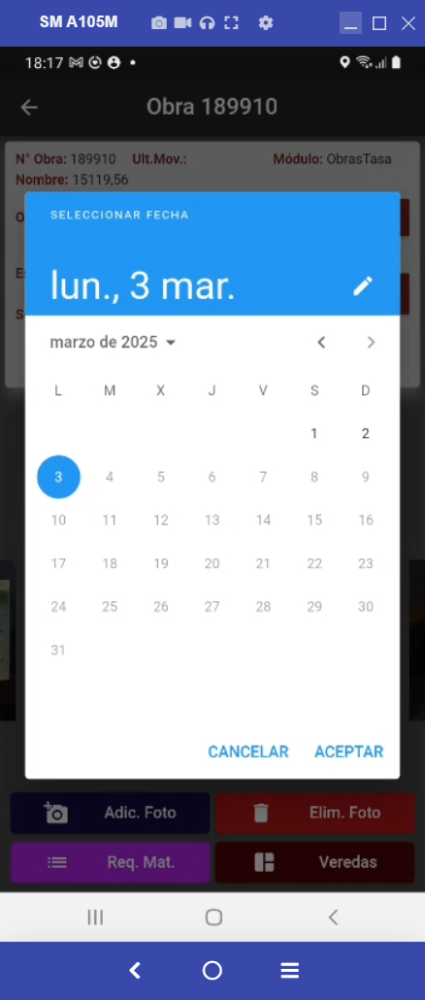 SM A105M
18:17
Obra 189910
N° Obra: 189910 Ult.Mov.: Módulo: ObrasTasa
Nombre: 15119,56
SELECCIONAR FECHA
lun., 3 mar.
marzo de 2025
L M X J V S D
1 2
3 4 5 6 7 8 9
10 11 12 13 14 15 16
17 18 19 20 21 22 23
24 25 26 27 28 29 30
31
CANCELAR ACEPTAR
Adic. Foto Elim. Foto
Req. Mat. Veredas